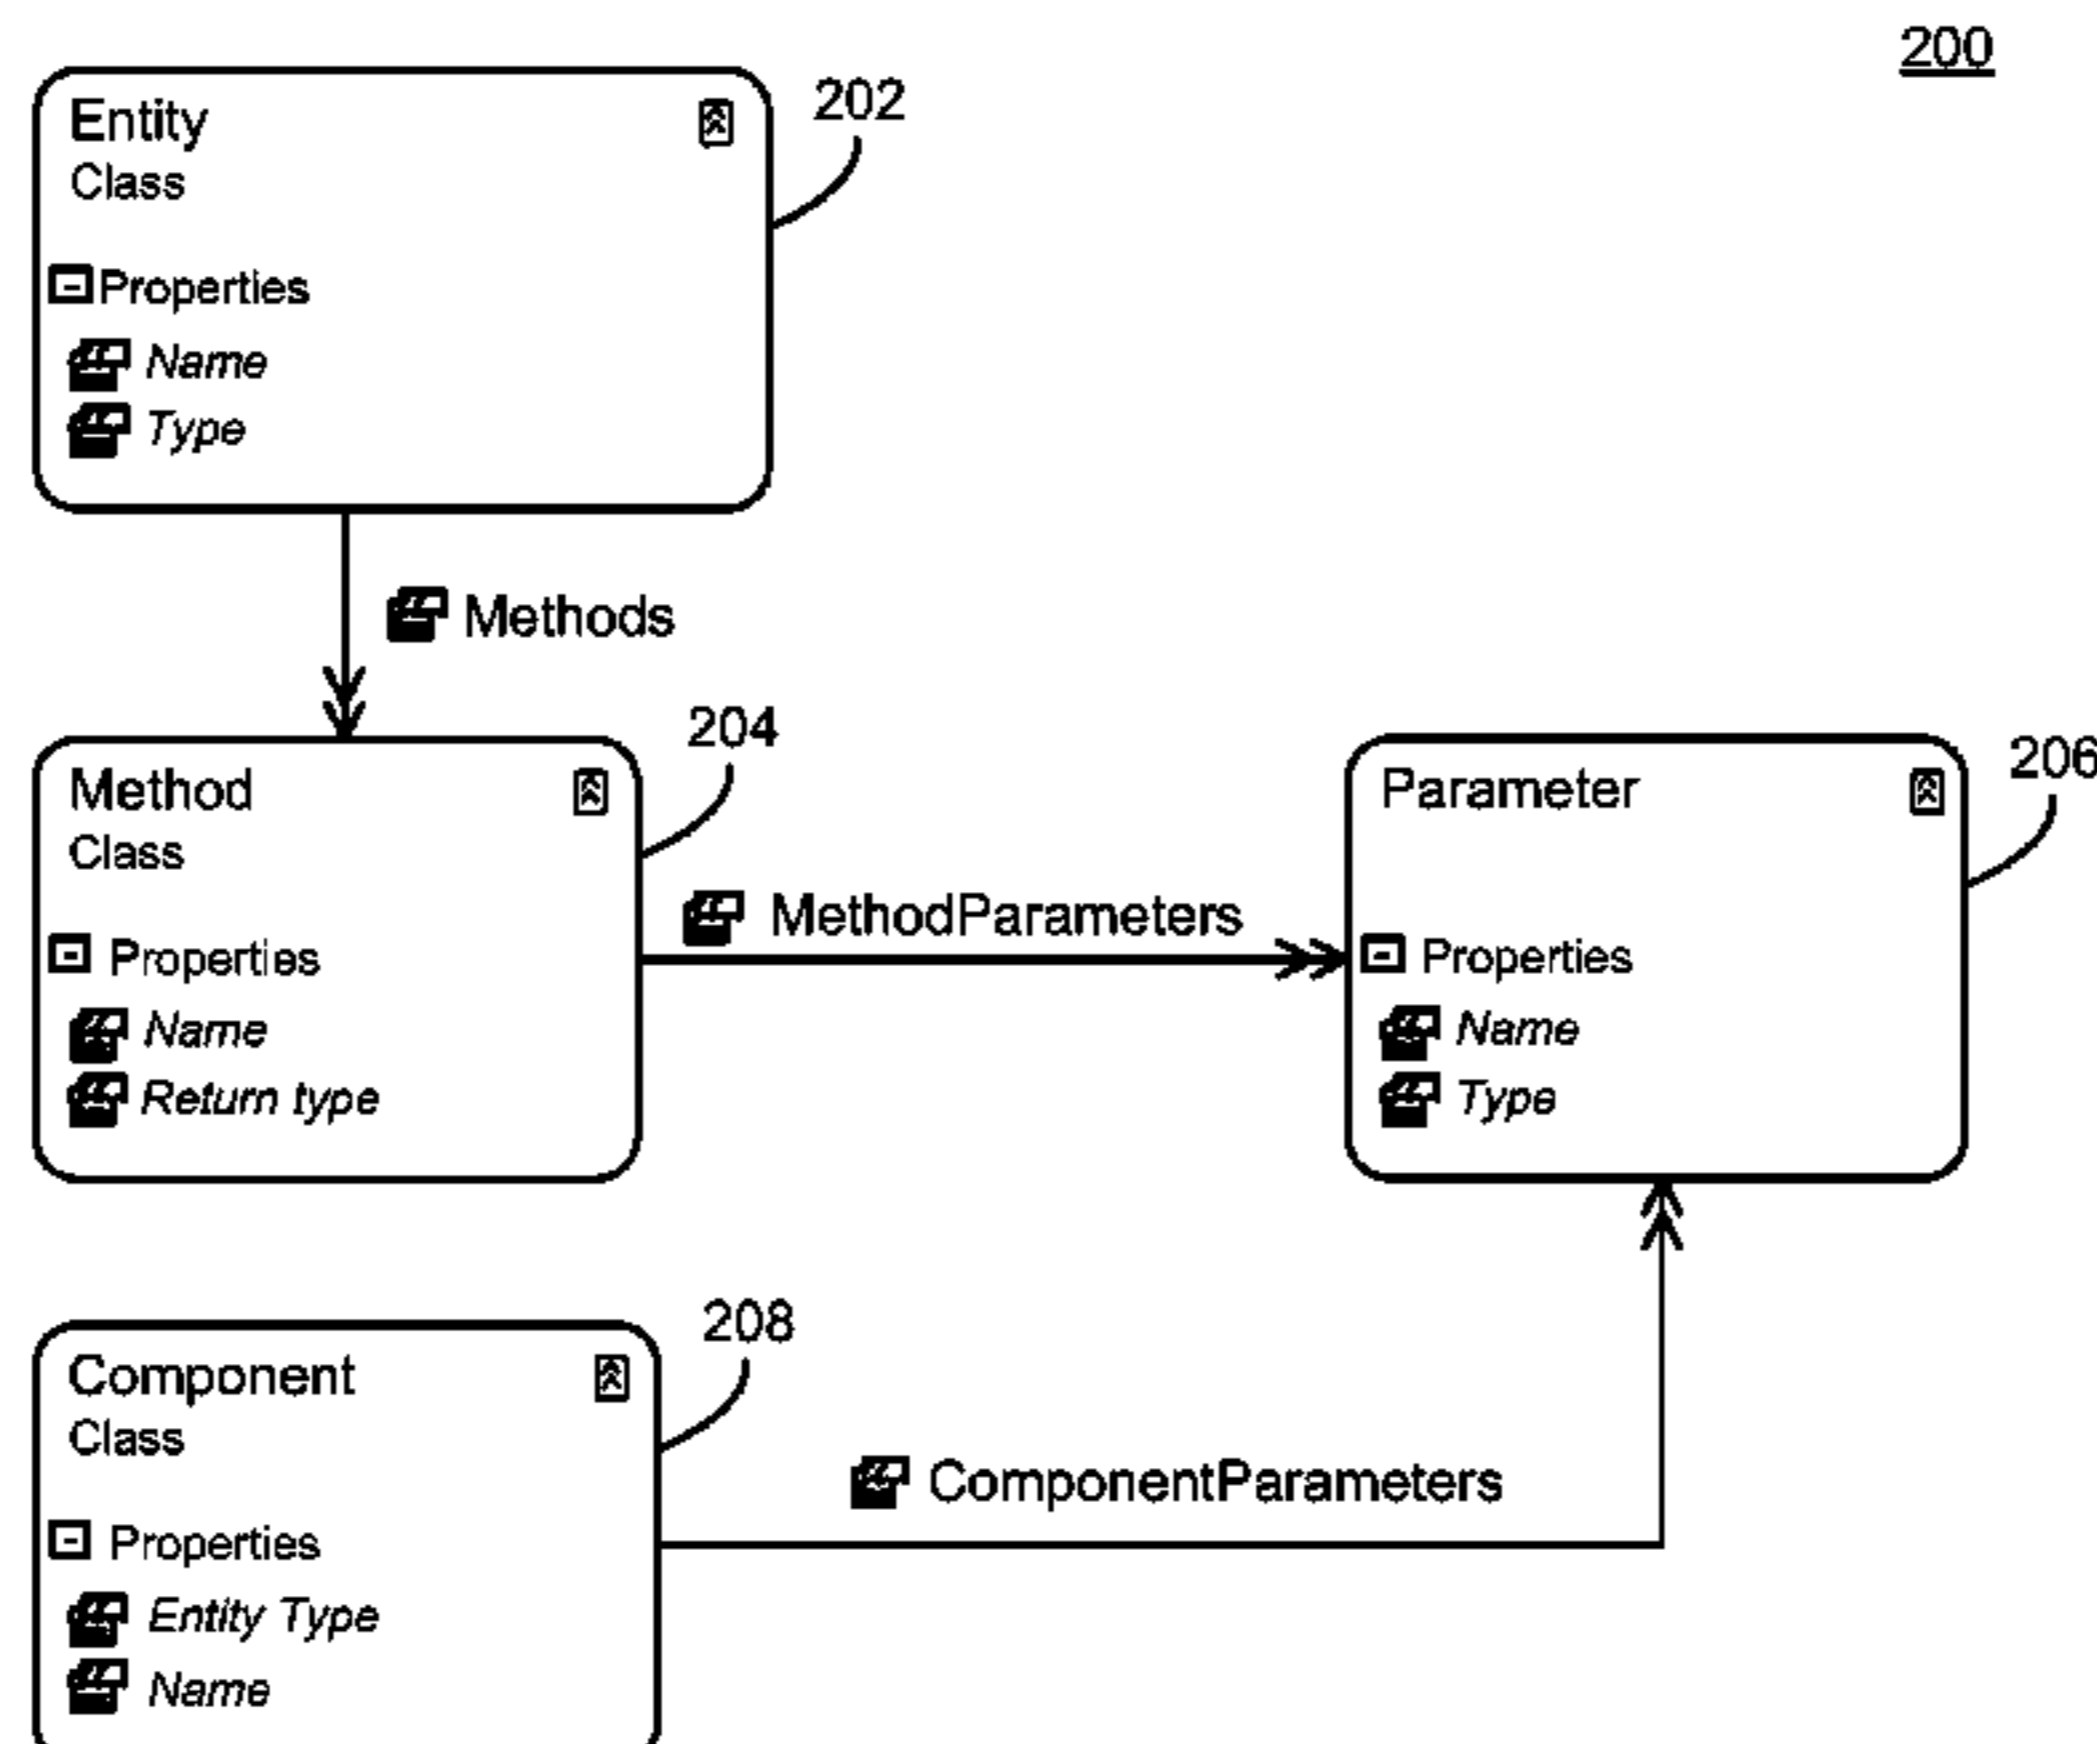 200
Entity
202
Class
Properties
Name
Type
Methods
Method
204
Class
Properties
Name
Return type
MethodParameters
Parameter
206
Properties
Name
Type
Component
208
Class
Properties
Entity Type
Name
ComponentParameters